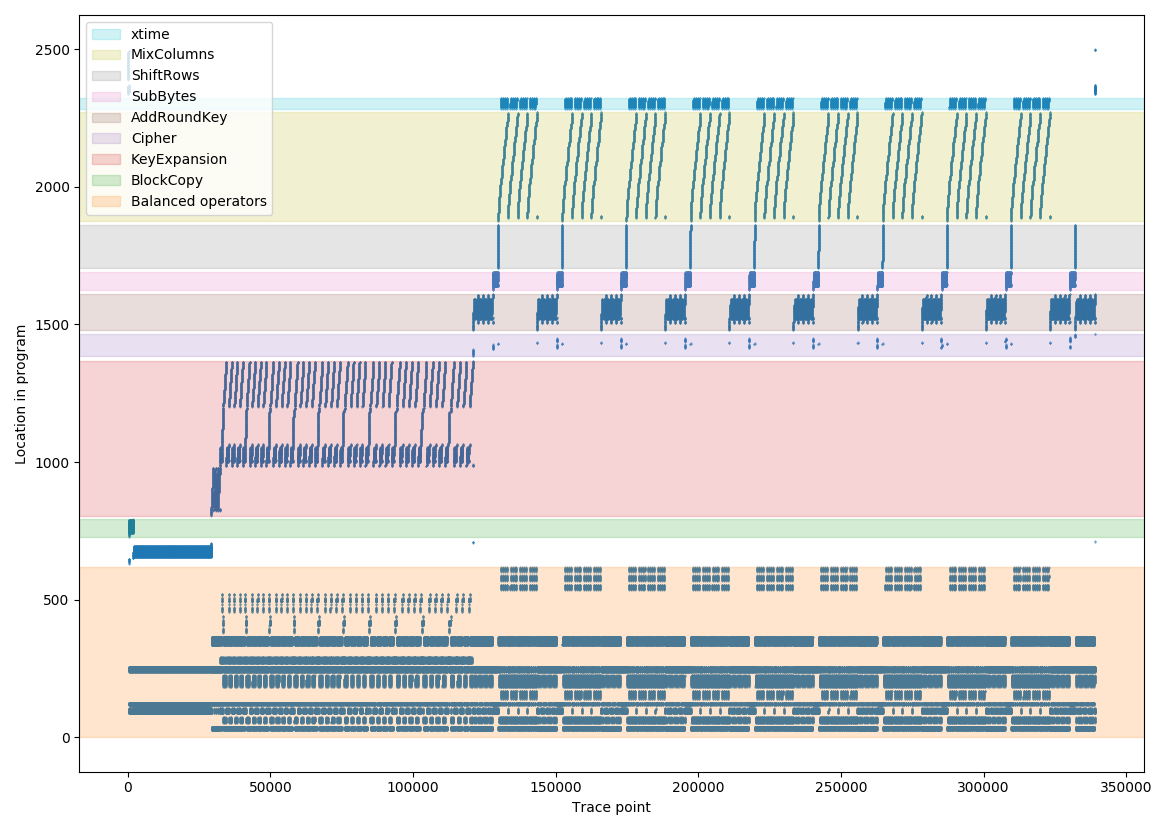 2500
2000
1500
1000
500
0
Location in program
xtime
MixColumns
ShiftRows
SubBytes
AddRoundKey
Cipher
KeyExpansion
BlockCopy
Balanced operators
0 50000 100000 150000 200000 250000 300000 350000
Trace point